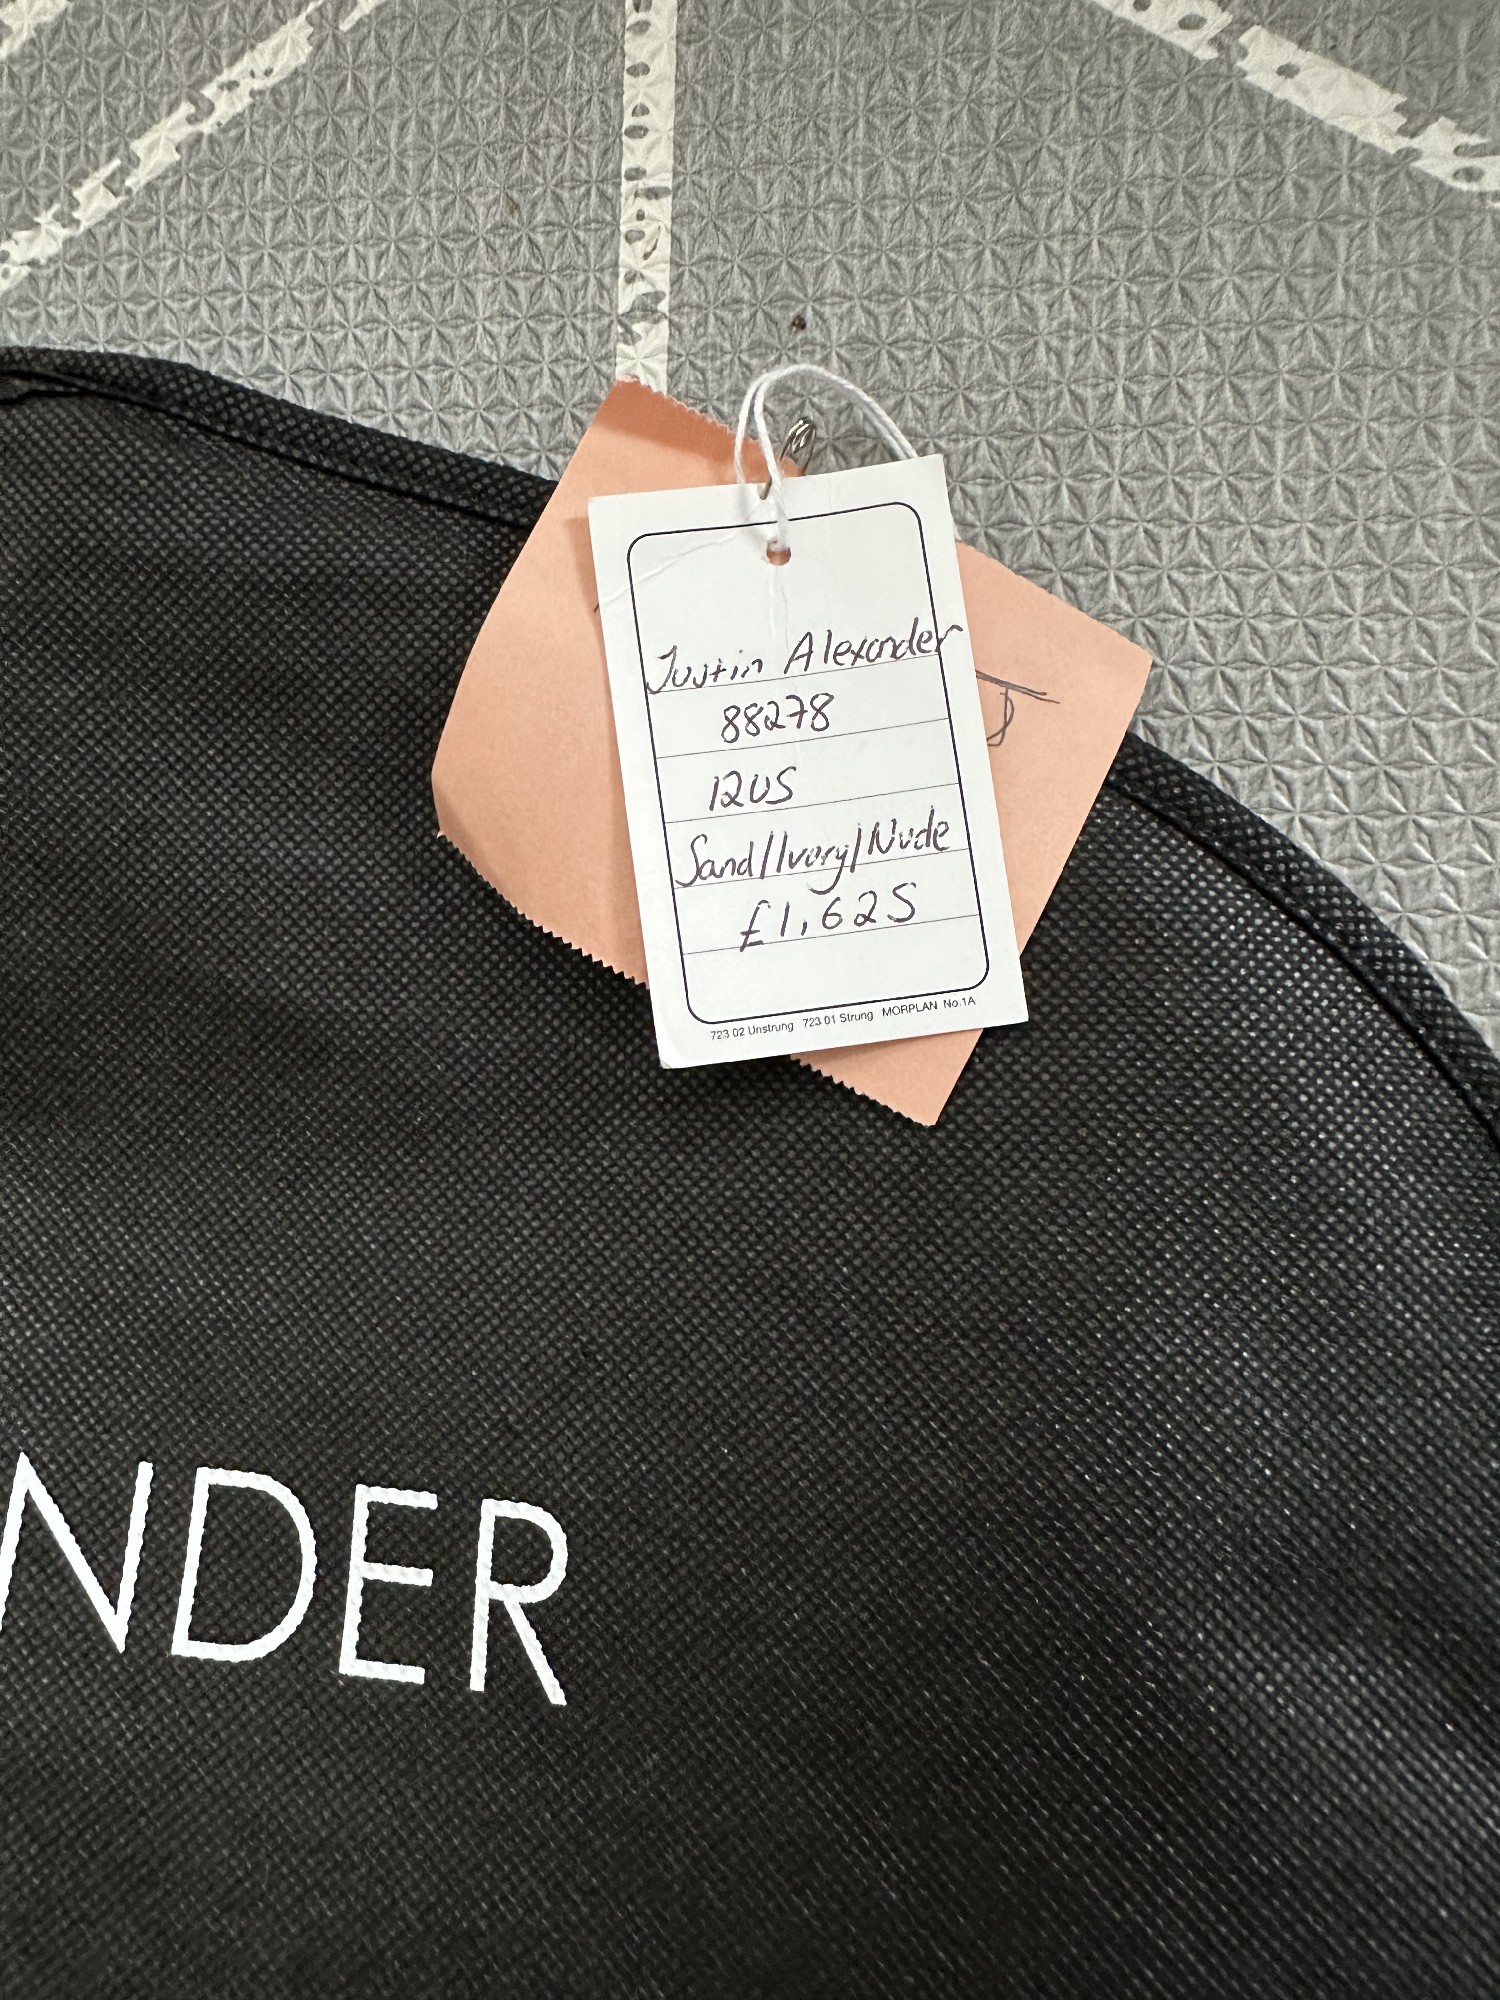 Justin Alexander
88278
12US
Sand/Ivory/Nude
£1,625
723 02 Unstrung 723 01 Strung MORPLAN No.1A
J
NDER